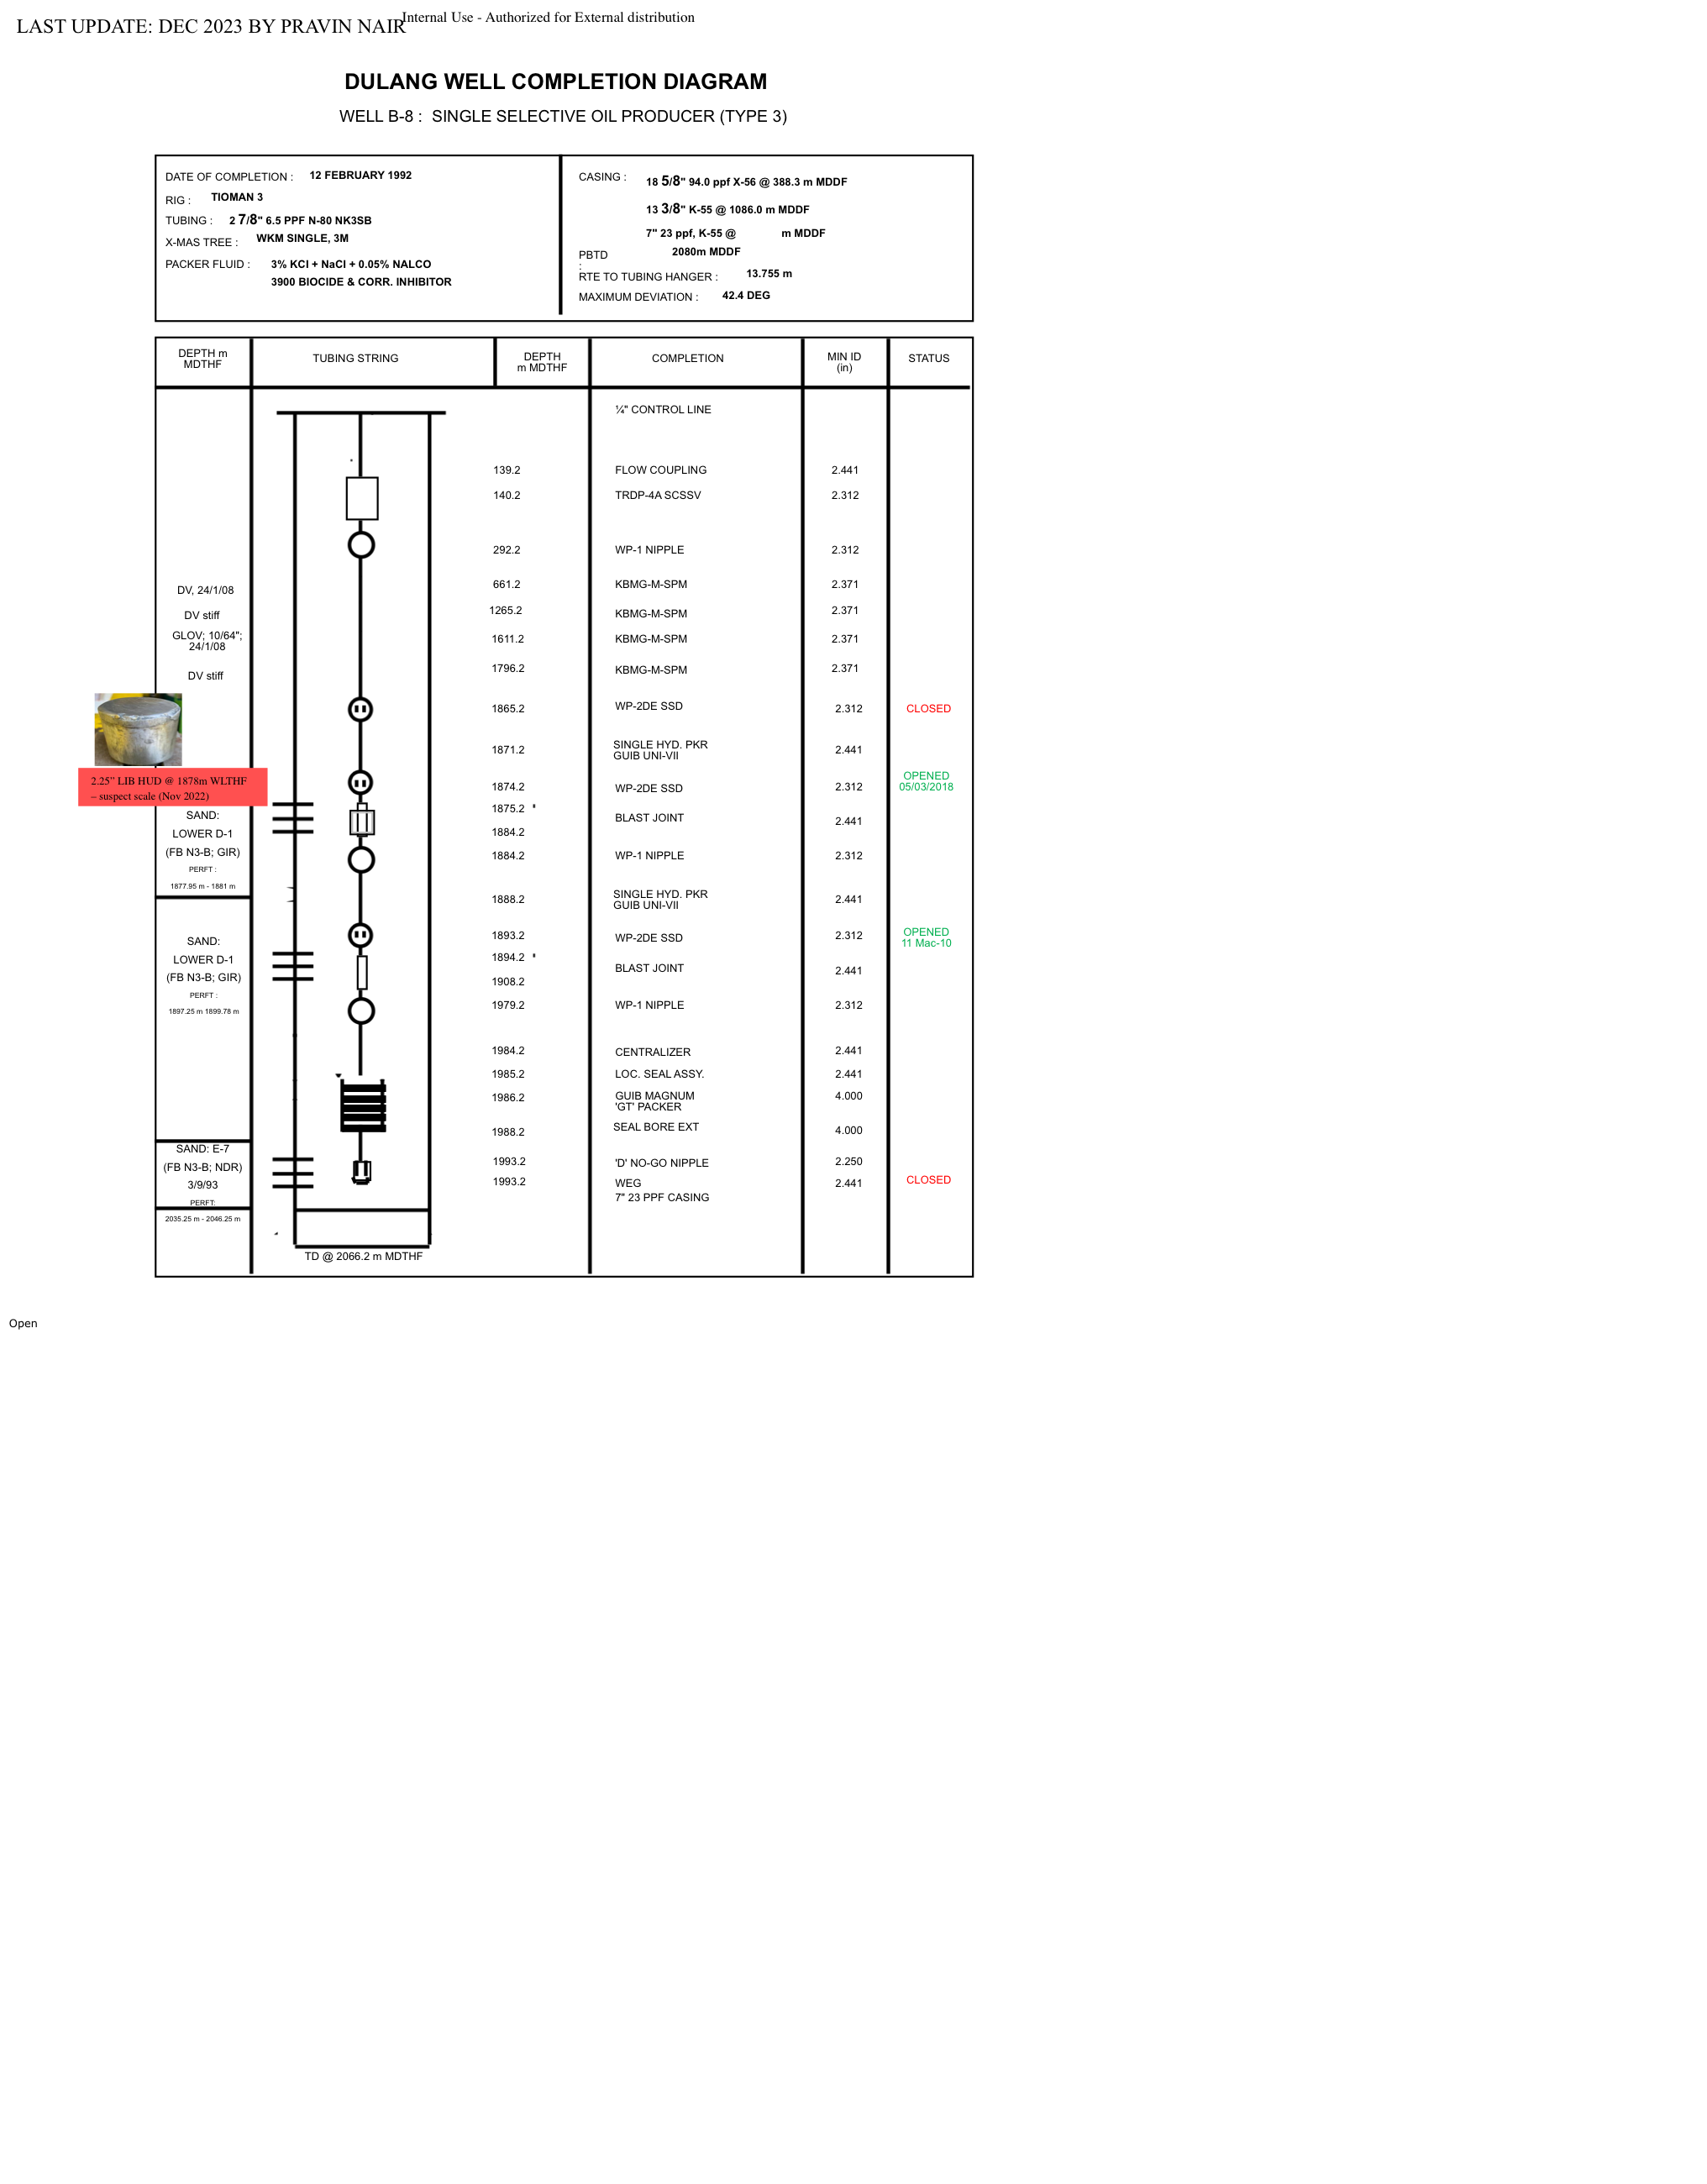 LAST UPDATE: DEC 2023 BY PRAVIN NAIR
Internal Use - Authorized for External distribution
DULANG WELL COMPLETION DIAGRAM
WELL B-8 : SINGLE SELECTIVE OIL PRODUCER (TYPE 3)
DATE OF COMPLETION : 12 FEBRUARY 1992
RIG : TIOMAN 3
TUBING : 2 7/8" 6.5 PPF N-80 NK3SB
X-MAS TREE : WKM SINGLE, 3M
PACKER FLUID : 3% KCl + NaCl + 0.05% NALCO
3900 BIOCIDE & CORR. INHIBITOR
CASING : 18 5/8" 94.0 ppf X-56 @ 388.3 m MDDF
13 3/8" K-55 @ 1086.0 m MDDF
7" 23 ppf, K-55 @ m MDDF
PBTD : 2080m MDDF
RTE TO TUBING HANGER : 13.755 m
MAXIMUM DEVIATION : 42.4 DEG
DEPTH m MDTHF
TUBING STRING
DEPTH m MDTHF
COMPLETION
MIN ID (in)
STATUS
¼" CONTROL LINE
139.2 FLOW COUPLING 2.441
140.2 TRDP-4A SCSSV 2.312
292.2 WP-1 NIPPLE 2.312
DV, 24/1/08 661.2 KBMG-M-SPM 2.371
DV stiff 1265.2 KBMG-M-SPM 2.371
GLOV; 10/64"; 24/1/08 1611.2 KBMG-M-SPM 2.371
DV stiff 1796.2 KBMG-M-SPM 2.371
1865.2 WP-2DE SSD 2.312 CLOSED
1871.2 SINGLE HYD. PKR GUIB UNI-VII 2.441
2.25" LIB HUD @ 1878m WLTHF
– suspect scale (Nov 2022)
1874.2 WP-2DE SSD 2.312 OPENED 05/03/2018
1875.2
BLAST JOINT 2.441
1884.2
1884.2 WP-1 NIPPLE 2.312
SAND:
LOWER D-1
(FB N3-B; GIR)
PERFT :
1877.95 m - 1881 m
1888.2 SINGLE HYD. PKR GUIB UNI-VII 2.441
1893.2 WP-2DE SSD 2.312 OPENED 11 Mac-10
1894.2
BLAST JOINT 2.441
1908.2
1979.2 WP-1 NIPPLE 2.312
SAND:
LOWER D-1
(FB N3-B; GIR)
PERFT :
1897.25 m 1899.78 m
1984.2 CENTRALIZER 2.441
1985.2 LOC. SEAL ASSY. 2.441
1986.2 GUIB MAGNUM 'GT' PACKER 4.000
1988.2 SEAL BORE EXT 4.000
1993.2 'D' NO-GO NIPPLE 2.250
1993.2 WEG 2.441 CLOSED
7" 23 PPF CASING
SAND: E-7
(FB N3-B; NDR)
3/9/93
PERFT:
2035.25 m - 2046.25 m
TD @ 2066.2 m MDTHF
Open